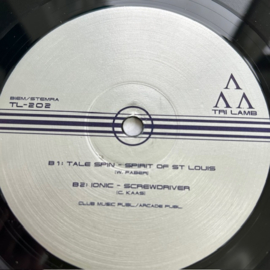 BIEM/STEMRA
TL-202
TRI LAMB
B1: TALE SPIN - SPIRIT OF ST LOUIS
(A. FABER)
B2: IONIC - SCREWDRIVER
(C. KAAS)
CLUB MUSIC PUBL./ARCADE PUBL.